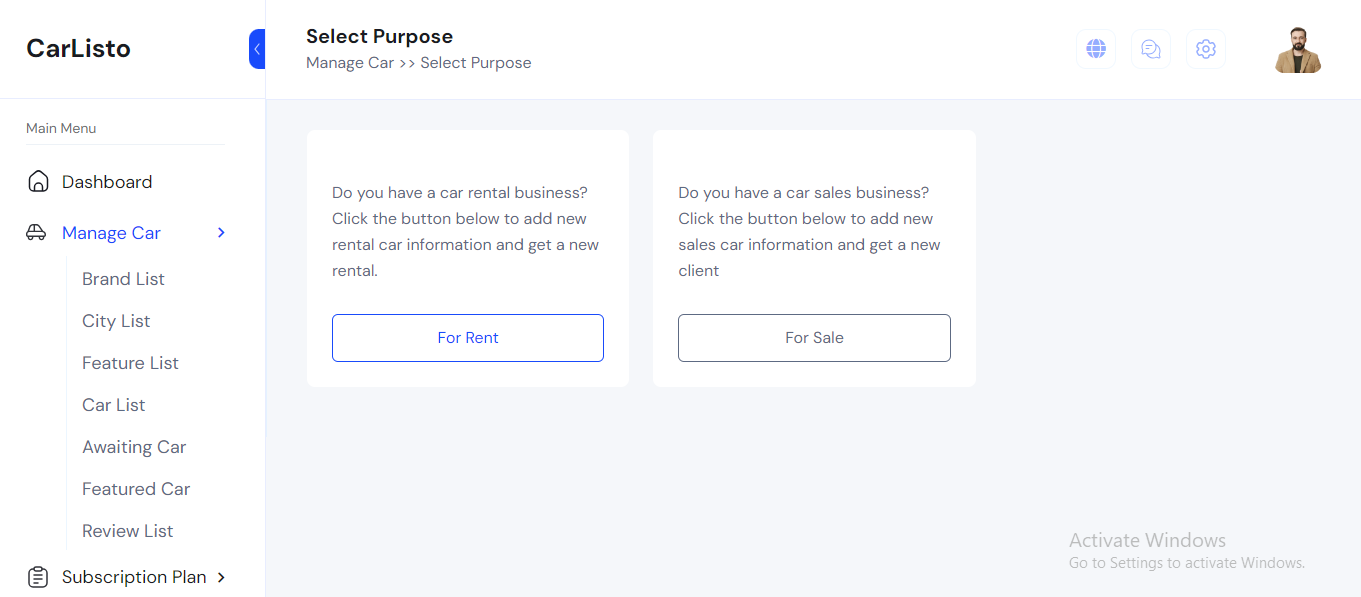 CarListo
Select Purpose
Manage Car >> Select Purpose
Main Menu
Dashboard
Manage Car
Brand List
City List
Feature List
Car List
Awaiting Car
Featured Car
Review List
Subscription Plan
Do you have a car rental business?
Click the button below to add new
rental car information and get a new
rental.
For Rent
Do you have a car sales business?
Click the button below to add new
sales car information and get a new
client
For Sale
Activate Windows
Go to Settings to activate Windows.